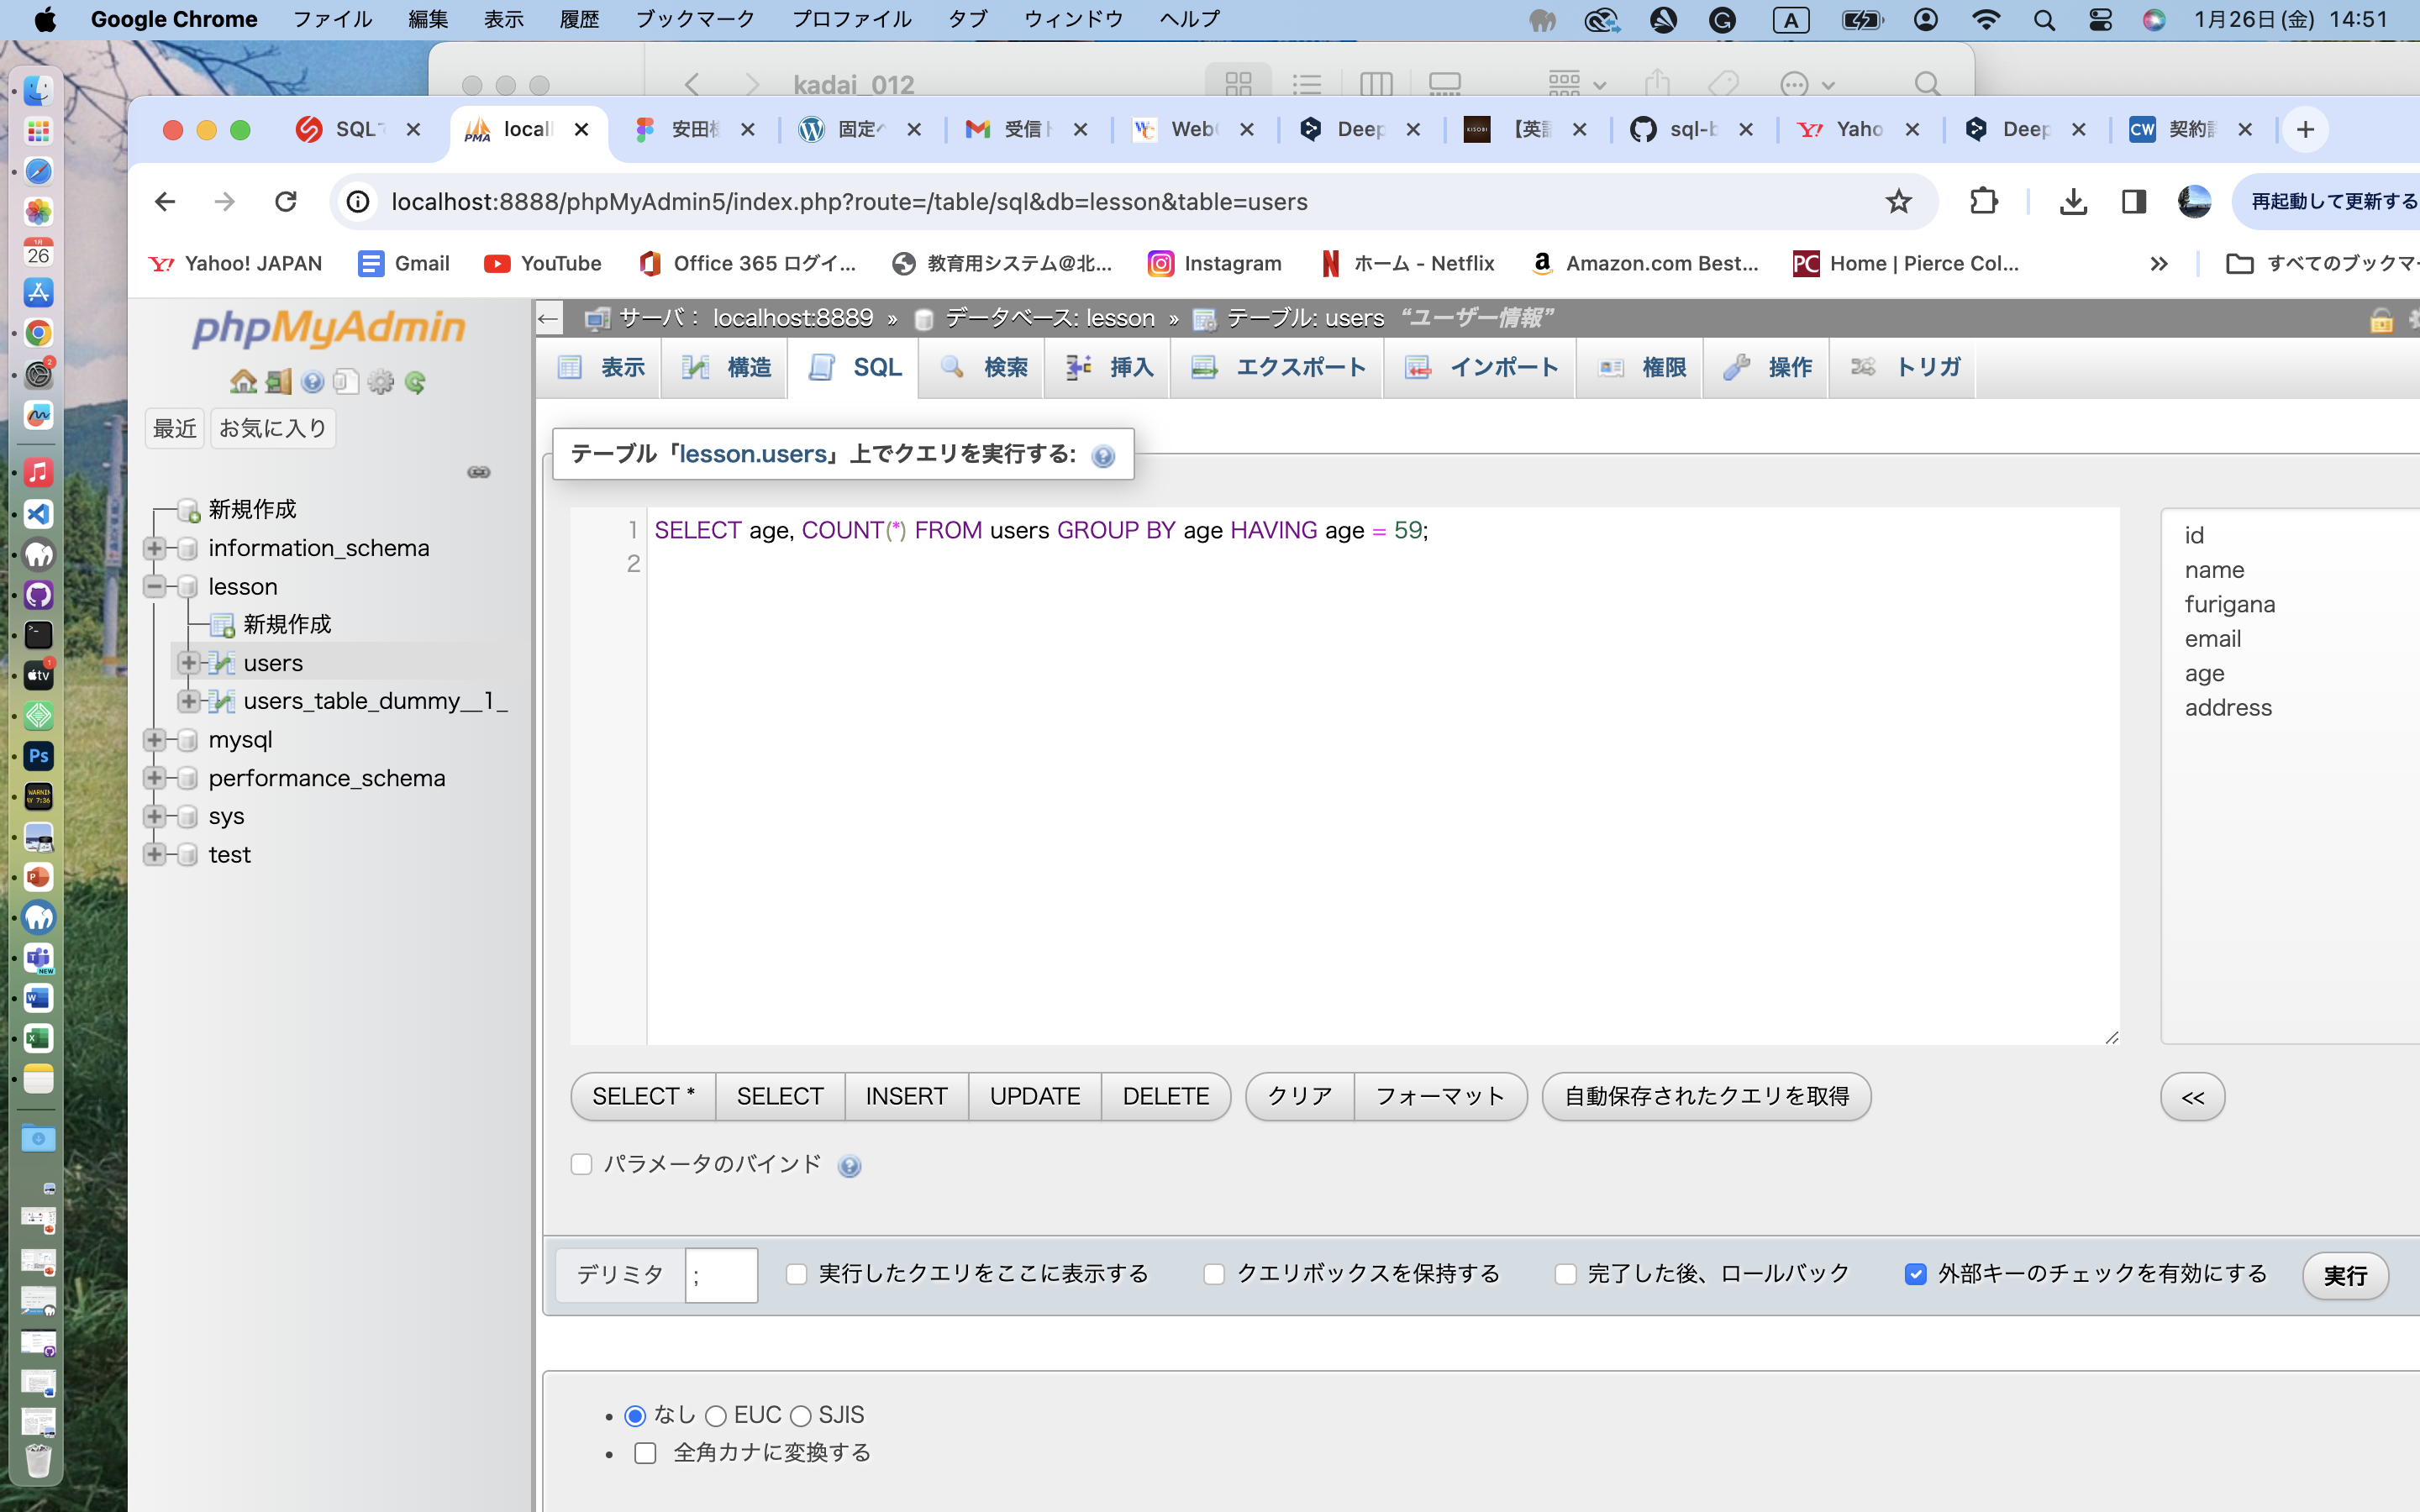 Google Chrome ファイル 編集 表示 履歴 ブックマーク プロファイル タブ ウィンドウ ヘルプ A 1月26日(金) 14:51
kadai_012
SQL locall 安田 固定 受信 Web Deep 【英 sql-b Yaho Deep CW 契約
localhost:8888/phpMyAdmin5/index.php?route=/table/sql&db=lesson&table=users 再起動して更新する
Yahoo! JAPAN Gmail YouTube Office 365 ログイ... 教育用システム@北... Instagram ホーム - Netflix Amazon.com Best... Home | Pierce Col... » すべてのブックマ
phpMyAdmin
最近 お気に入り
新規作成
information_schema
lesson
新規作成
users
users_table_dummy__1_
mysql
performance_schema
sys
test
← サーバ: localhost:8889 » データベース: lesson » テーブル: users “ユーザー情報”
表示 構造 SQL 検索 挿入 エクスポート インポート 権限 操作 トリガ
テーブル「lesson.users」上でクエリを実行する:
1 SELECT age, COUNT(*) FROM users GROUP BY age HAVING age = 59;
2
id
name
furigana
email
age
address
SELECT * SELECT INSERT UPDATE DELETE クリア フォーマット 自動保存されたクエリを取得 <<
パラメータのバインド
デリミタ ; 実行したクエリをここに表示する クエリボックスを保持する 完了した後、ロールバック 外部キーのチェックを有効にする 実行
なし EUC SJIS
全角カナに変換する